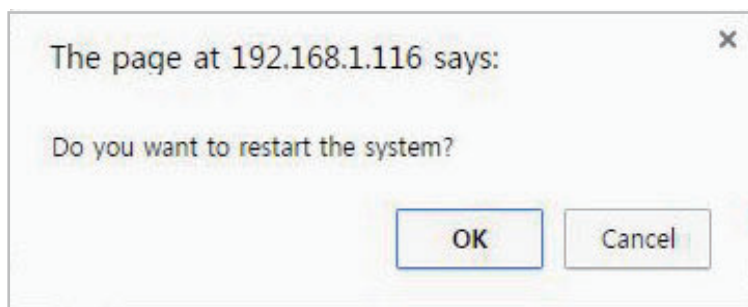 The page at 192.168.1.116 says:
Do you want to restart the system?
OK
Cancel